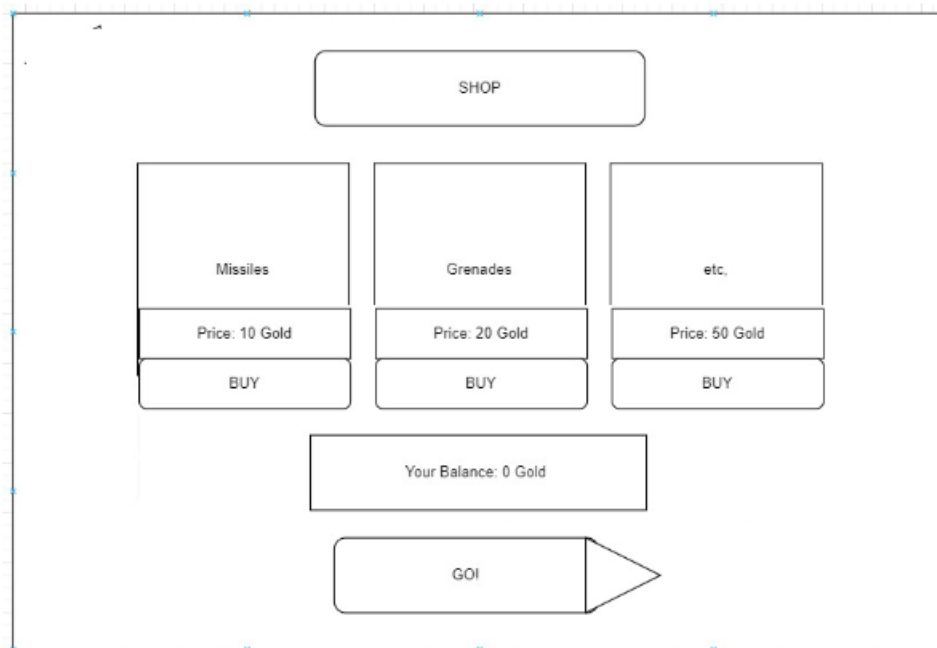 SHOP
Missiles
Grenades
etc,
Price: 10 Gold
Price: 20 Gold
Price: 50 Gold
BUY
BUY
BUY
Your Balance: 0 Gold
GO!